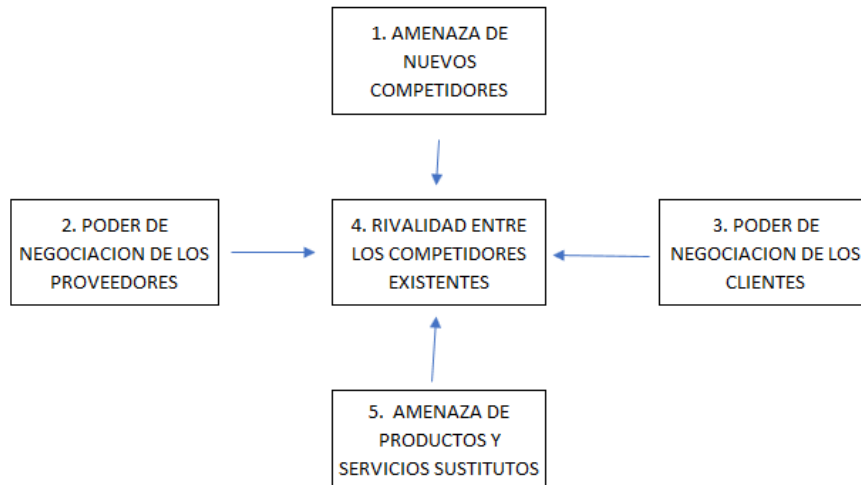 1. AMENAZA DE
NUEVOS
COMPETIDORES
2. PODER DE
NEGOCIACION DE LOS
PROVEEDORES
4. RIVALIDAD ENTRE
LOS COMPETIDORES
EXISTENTES
3. PODER DE
NEGOCIACION DE LOS
CLIENTES
5. AMENAZA DE
PRODUCTOS Y
SERVICIOS SUSTITUTOS